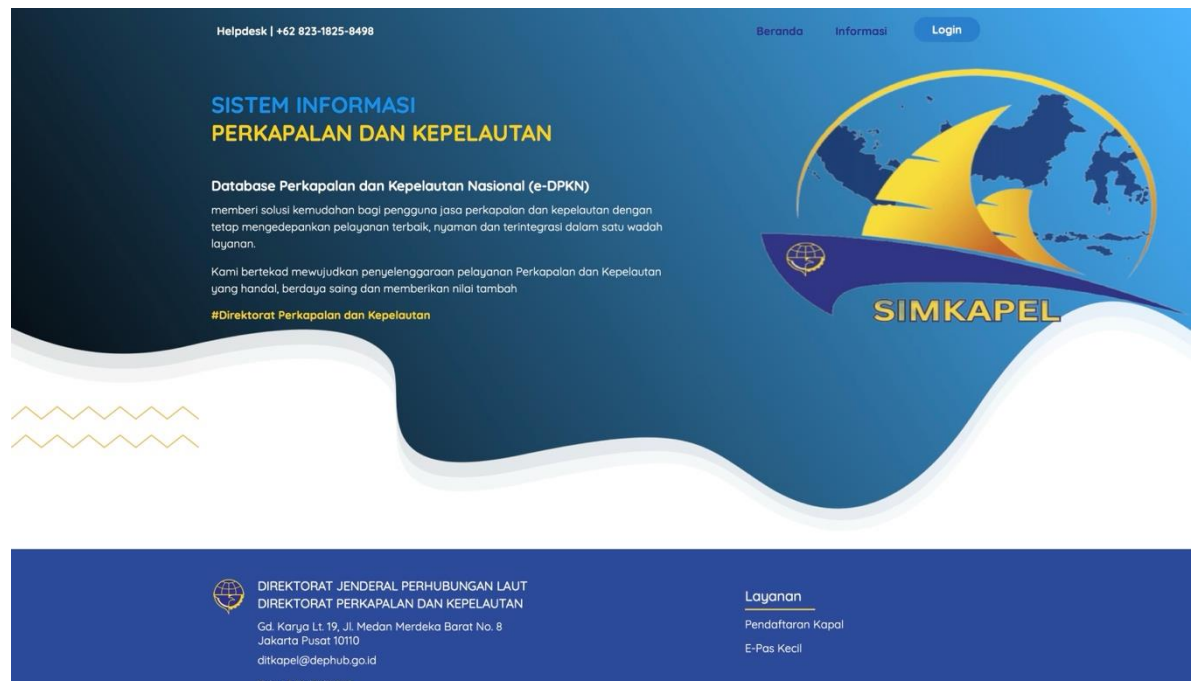 Helpdesk | +62 823-1825-8498
Beranda Informasi Login
SISTEM INFORMASI
PERKAPALAN DAN KEPELAUTAN
Database Perkapalan dan Kepelautan Nasional (e-DPKN)
memberi solusi kemudahan bagi pengguna jasa perkapalan dan kepelautan dengan
tetap mengedepankan pelayanan terbaik, nyaman dan terintegrasi dalam satu wadah
layanan.
Kami bertekad mewujudkan penyelenggaraan pelayanan Perkapalan dan Kepelautan
yang handal, berdaya saing dan memberikan nilai tambah
#Direktorat Perkapalan dan Kepelautan
SIMKAPEL
DIREKTORAT JENDERAL PERHUBUNGAN LAUT
DIREKTORAT PERKAPALAN DAN KEPELAUTAN
Gd. Karya Lt. 19, Jl. Medan Merdeka Barat No. 8
Jakarta Pusat 10110
ditkapel@dephub.go.id
Layanan
Pendaftaran Kapal
E-Pas Kecil